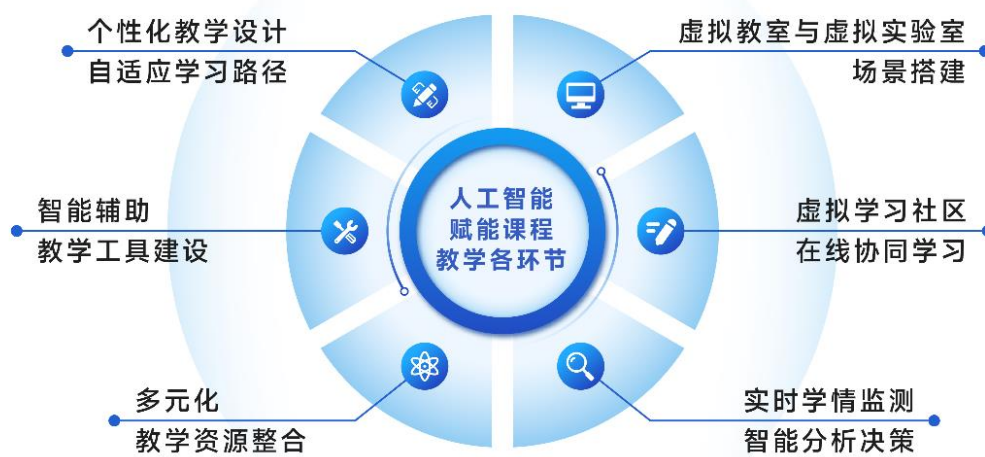 个性化教学设计
自适应学习路径
虚拟教室与虚拟实验室
场景搭建
智能辅助
教学工具建设
人工智能
赋能课程
教学各环节
虚拟学习社区
在线协同学习
多元化
教学资源整合
实时学情监测
智能分析决策